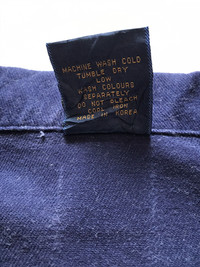 MACHINE WASH COLD
TUMBLE DRY
LOW
WASH COLOURS
SEPARATELY
DO NOT BLEACH
COOL IRON
MADE IN KOREA